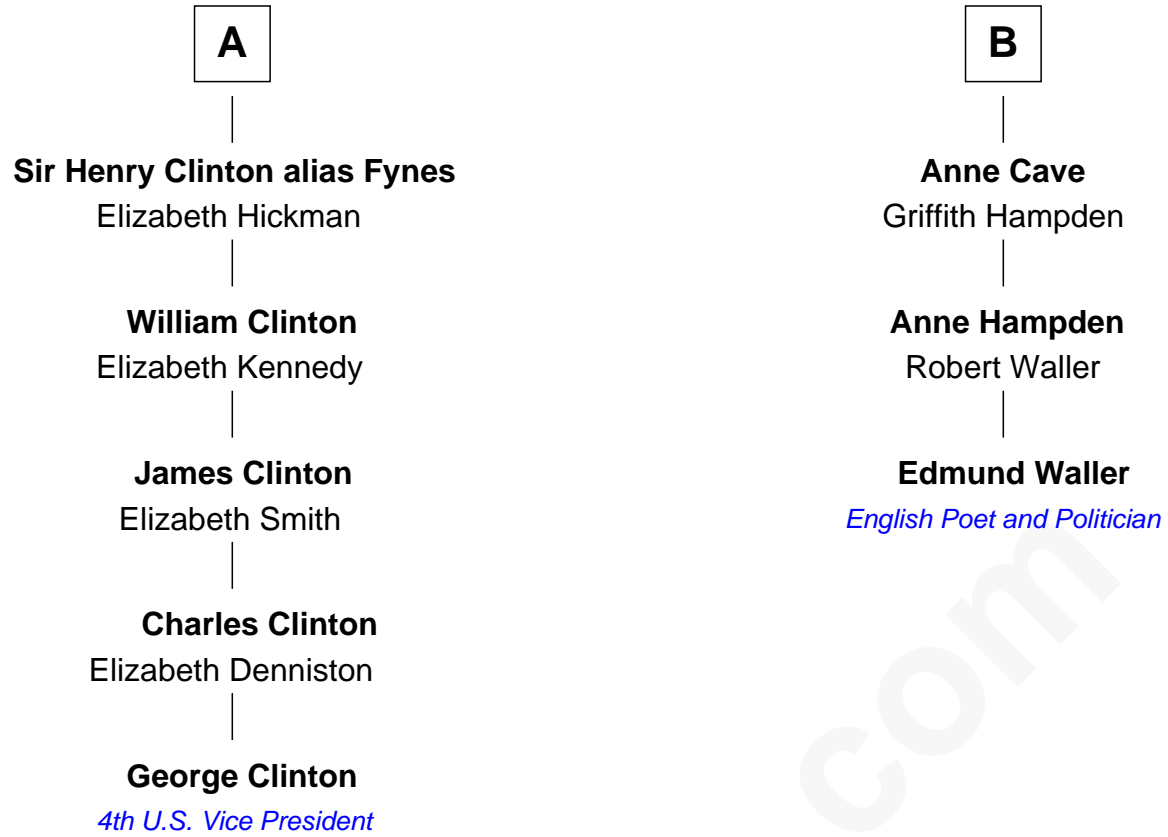 A
Sir Henry Clinton alias Fynes
Elizabeth Hickman
William Clinton
Elizabeth Kennedy
James Clinton
Elizabeth Smith
Charles Clinton
Elizabeth Denniston
George Clinton
4th U.S. Vice President
B
Anne Cave
Griffith Hampden
Anne Hampden
Robert Waller
Edmund Waller
English Poet and Politician
com